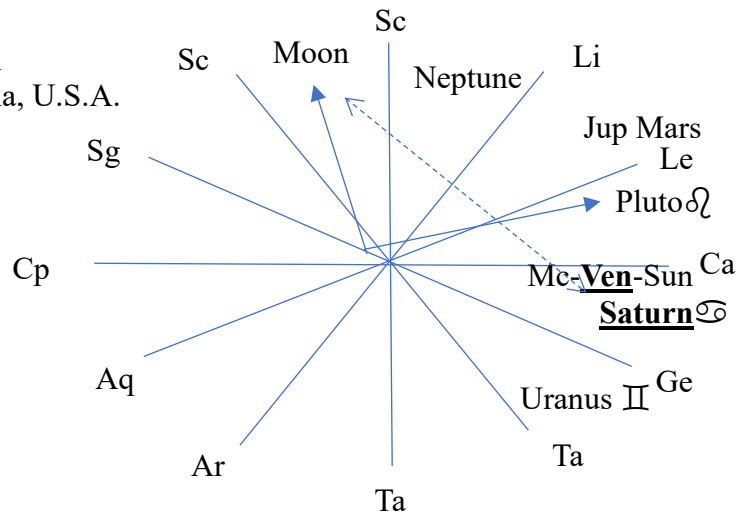 Sc
Moon
Sc
Li
Neptune
a, U.S.A.
Jup Mars
Sg
Le
Pluto♌
Cp
Ca
Mc-Ven-Sun
Saturn♋
Aq
Uranus ♊ Ge
Ar
Ta
Ta